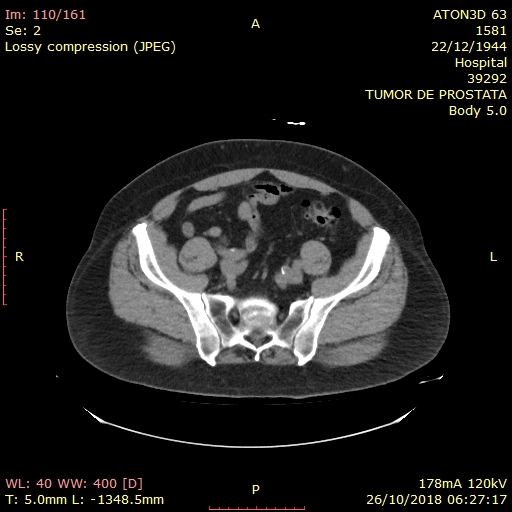 Im: 110/161
Se: 2
Lossy compression (JPEG)
A
ATON3D 63
1581
22/12/1944
Hospital
39292
TUMOR DE PROSTATA
Body 5.0
R
L
WL: 40 WW: 400 [D]
T: 5.0mm L: -1348.5mm
P
178mA 120kV
26/10/2018 06:27:17